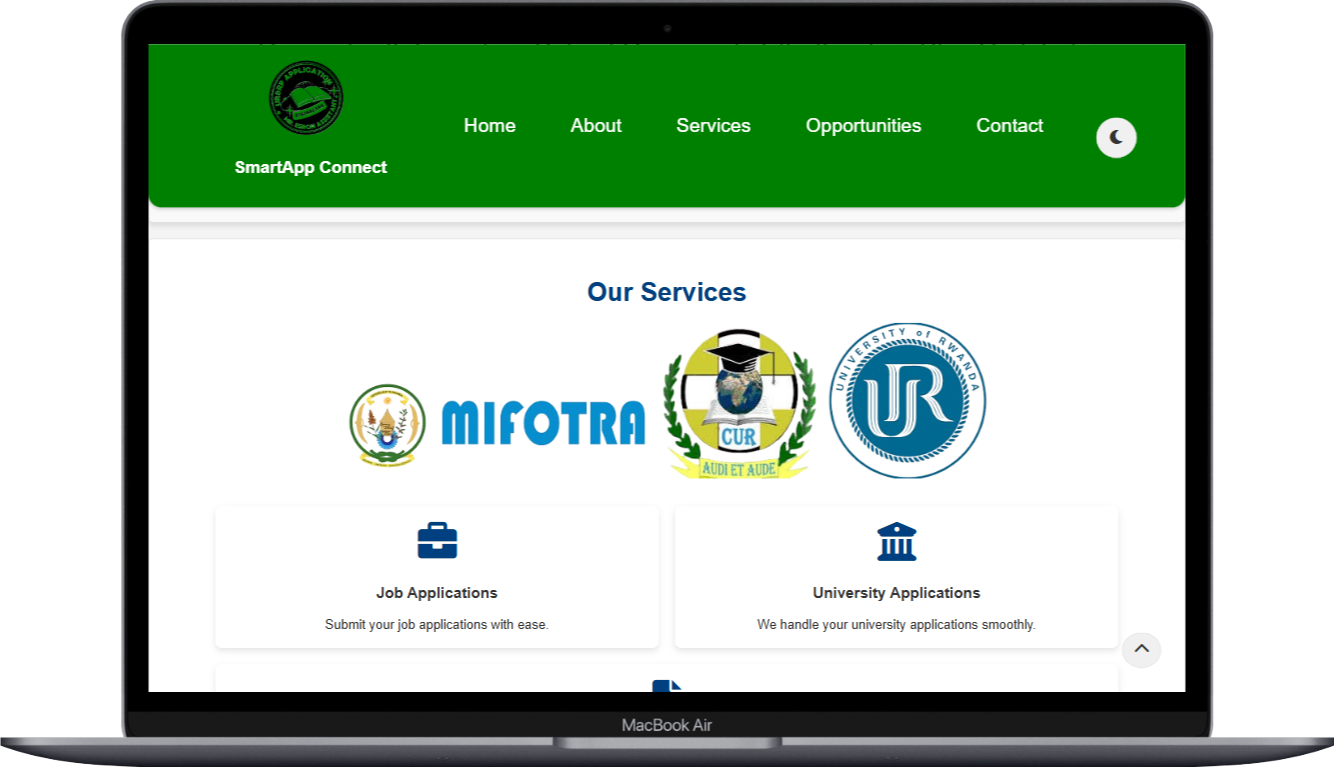 SmartApp Connect
Home
About
Services
Opportunities
Contact
Our Services
MIFOTRA
CUR
AUDI ET AUDE
UNIVERSITY of RWANDA
UR
Job Applications
Submit your job applications with ease.
University Applications
We handle your university applications smoothly.
MacBook Air